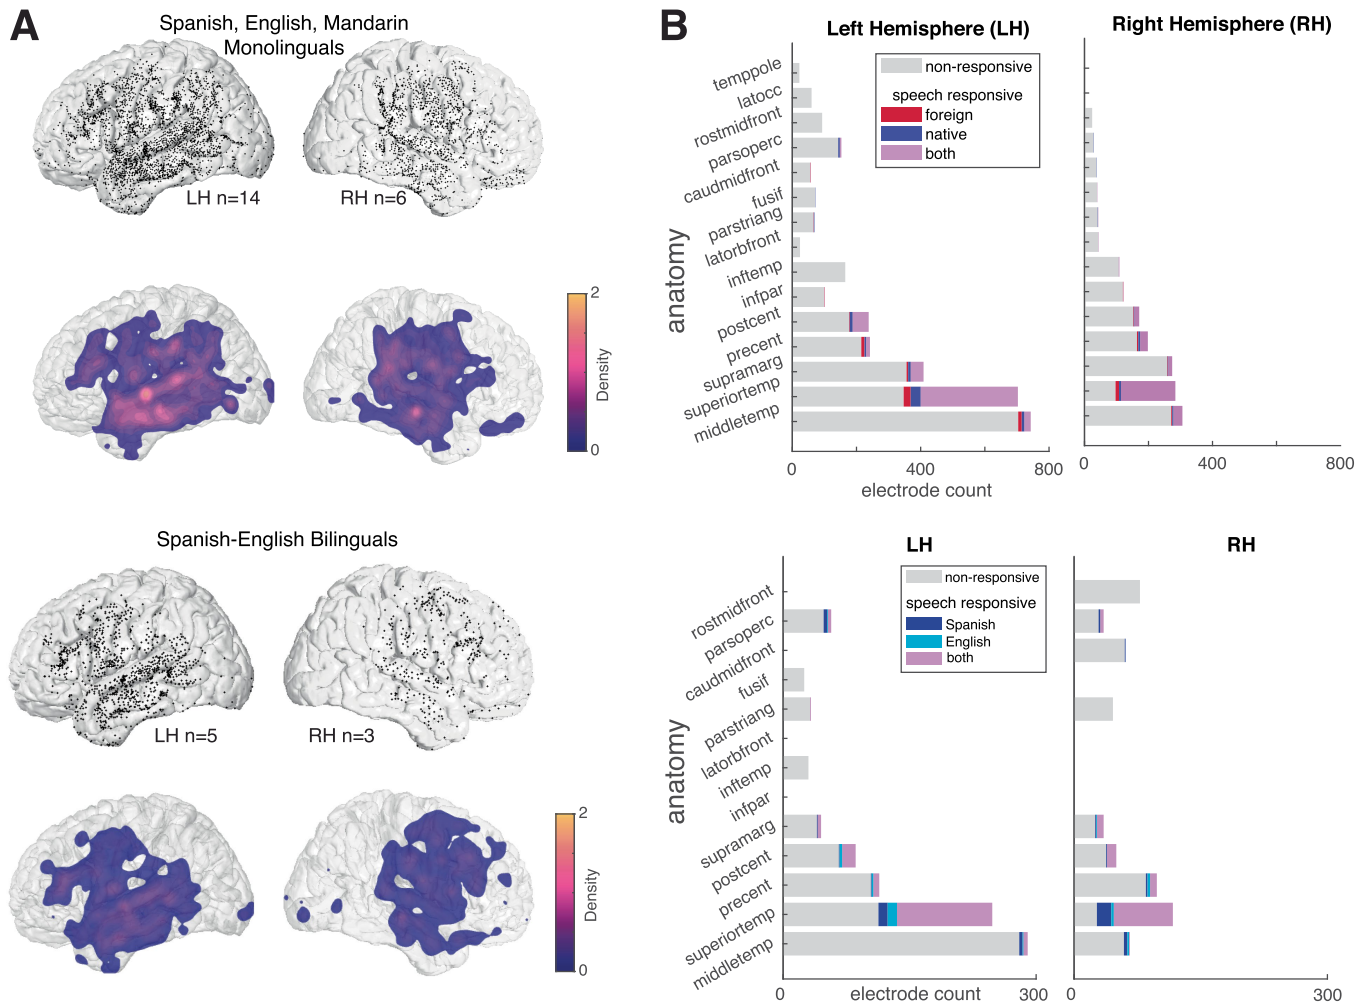 A
Spanish, English, Mandarin
Monolinguals
LH n=14
RH n=6
2
Density
0
Spanish-English Bilinguals
LH n=5
RH n=3
2
Density
0
B
Left Hemisphere (LH)
Right Hemisphere (RH)
non-responsive
speech responsive
foreign
native
both
anatomy
temppole
latocc
rostmidfront
parsoperc
caudmidfront
fusif
parstriang
latorbfront
inftemp
infpar
postcent
precent
supramarg
superiortemp
middletemp
0 400 800
electrode count
0 400 800
LH
RH
non-responsive
speech responsive
Spanish
English
both
anatomy
rostmidfront
parsoperc
caudmidfront
fusif
parstriang
latorbfront
inftemp
infpar
supramarg
postcent
precent
superiortemp
middletemp
0 electrode count 300
0 300